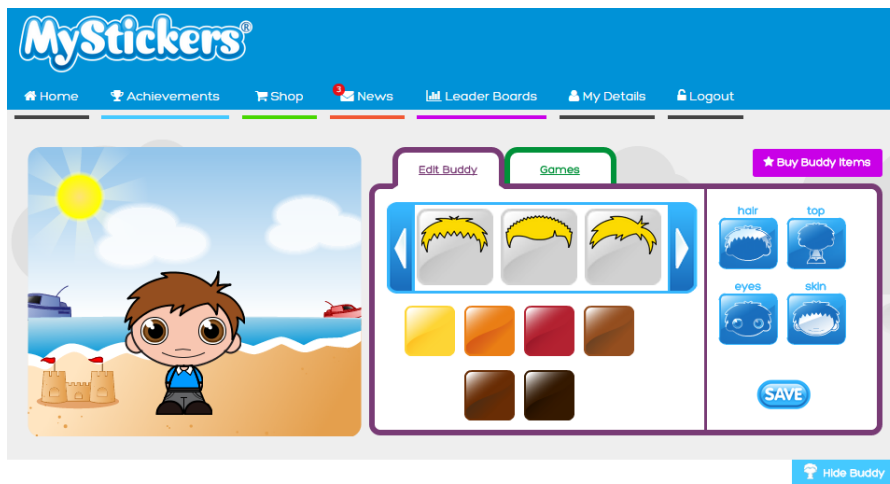 MyStickers®
Home Achievements Shop 3 News Leader Boards My Details Logout
Edit Buddy Games Buy Buddy Items
hair top
eyes skin
SAVE
Hide Buddy